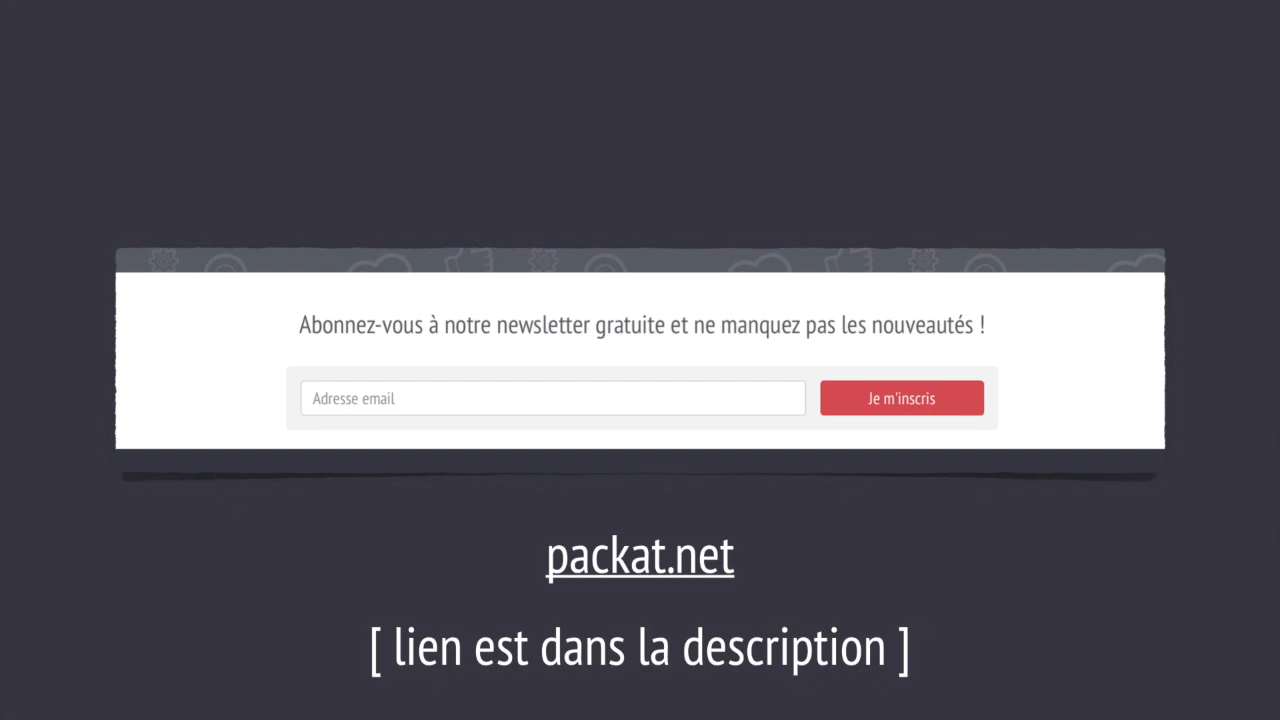 Abonnez-vous à notre newsletter gratuite et ne manquez pas les nouveautés !
Adresse email
Je m'inscris
packat.net
[ lien est dans la description ]